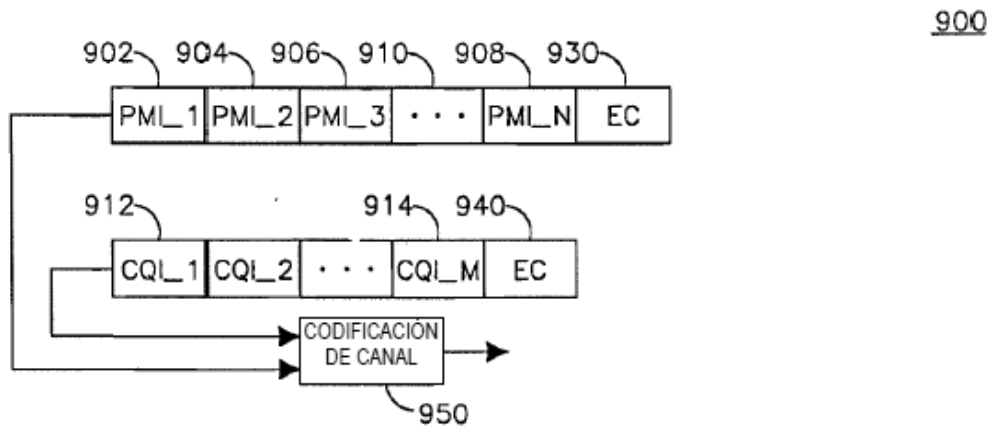 900
902 904 906 910 908 930
PMI_1 PMI_2 PMI_3 · · · PMI_N EC
912 914 940
CQI_1 CQI_2 · · · CQI_M EC
CODIFICACIÓN
DE CANAL
950